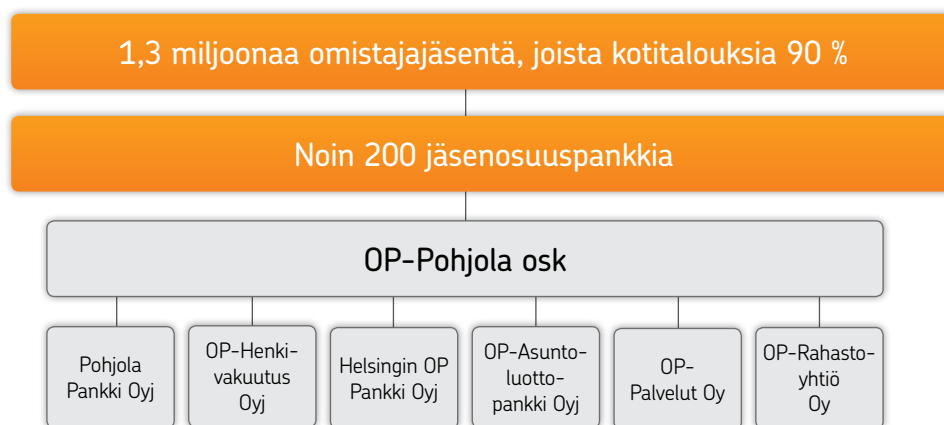 1,3 miljoonaa omistajajäsentä, joista kotitalouksia 90 %
Noin 200 jäsenosuuspankkia
OP-Pohjola osk
Pohjola
Pankki Oyj
OP-Henki-
vakuutus
Oyj
Helsingin OP
Pankki Oyj
OP-Asunto-
luotto-
pankki Oyj
OP-
Palvelut Oy
OP-Rahasto-
yhtiö
Oy